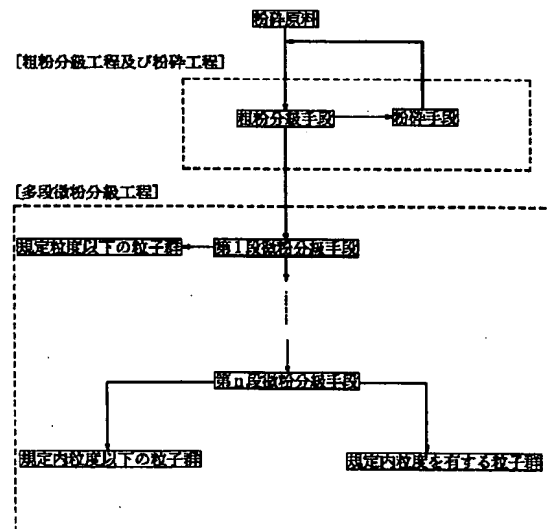 粉砕原料
[粗粉分級工程及び粉砕工程]
粗粉分級手段
粉砕手段
[多段微粉分級工程]
規定粒度以下の粒子群
第1段微粉分級手段
第n段微粉分級手段
規定内粒度以下の粒子群
規定内粒度を有する粒子群